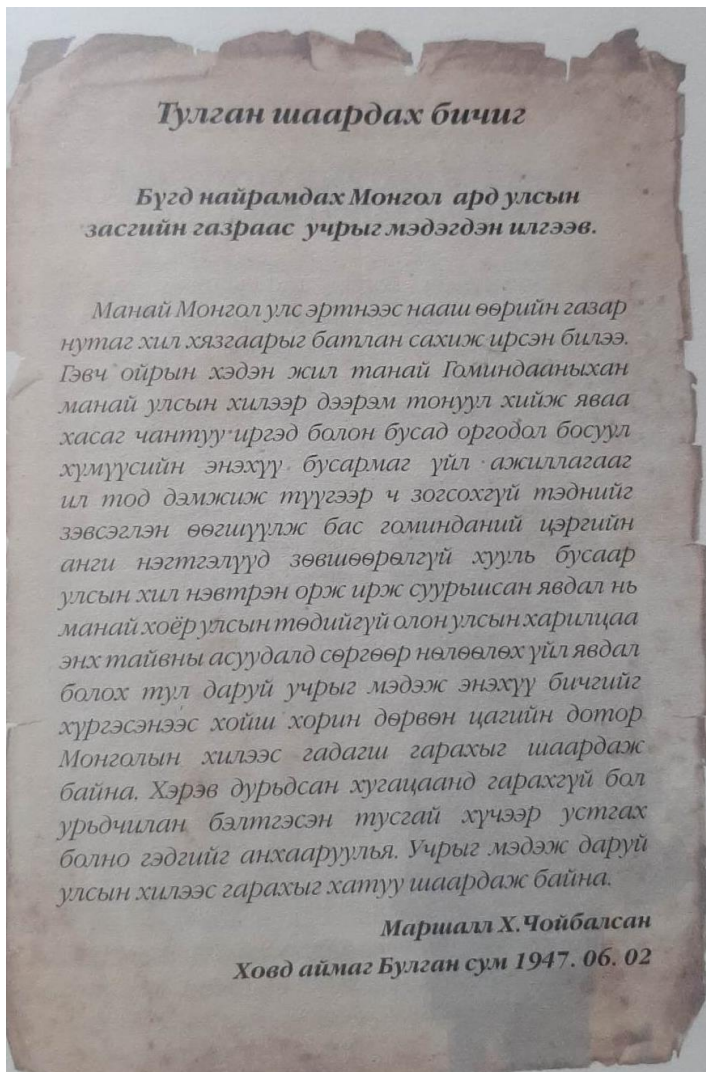 Тулган шаардах бичиг
Бүгд найрамдах Монгол ард улсын
засгийн газраас учрыг мэдэгдэн илгээв.
Манай Монгол улс эртнээс нааш өөрийн газар
нутаг хил хязгаарыг батлан сахиж ирсэн билээ.
Гэвч ойрын хэдэн жил танай Гоминдааныхан
манай улсын хилээр дээрэм тонуул хийж яваа
хасаг чантуу иргэд болон бусад оргодол босуул
хүмүүсийн энэхүү бусармаг үйл ажиллагааг
ил тод дэмжиж түүгээр ч зогсохгүй тэднийг
зэвсэглэн өөгшүүлж бас гоминданий цэргийн
анги нэгтгэлүүд зөвшөөрөлгүй хууль бусаар
улсын хил нэвтрэн орж ирж суурьшсан явдал нь
манай хоёр улсын төдийгүй олон улсын харилцаа
энх тайвны асуудалд сөргөөр нөлөөлөх үйл явдал
болох тул даруй учрыг мэдэж энэхүү бичгийг
хүргэсэнээс хойш хорин дөрвөн цагийн дотор
Монголын хилээс гадагш гарахыг шаардаж
байна. Хэрэв дурьдсан хугацаанд гарахгүй бол
урьдчилан бэлтгэсэн тусгай хүчээр устгах
болно гэдгийг анхааруулъя. Учрыг мэдэж даруй
улсын хилээс гарахыг хатуу шаардаж байна.
Маршалл Х.Чойбалсан
Ховд аймаг Булган сум 1947. 06. 02